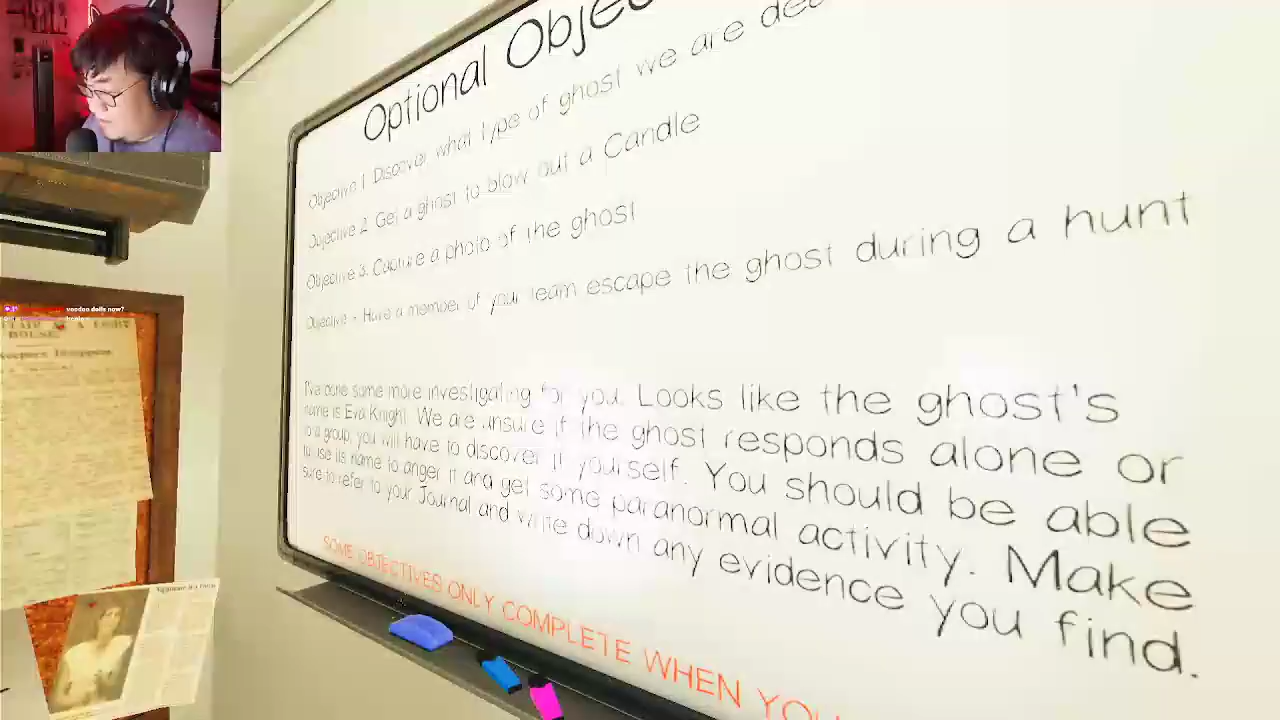 Optional Objec
Objective 1. Discover what type of ghost we are dea
Objective 2. Get a ghost to blow out a Candle
Objective 3. Capture a photo of the ghost
Objective Have a member of your team escape the ghost during a hunt
I've done some more investigating for you. Looks like the ghost's
name is Eva Knight. We are unsure if the ghost responds alone or
to a group, you will have to discover it yourself. You should be able
to use its name to anger it and get some paranormal activity. Make
sure to refer to your Journal and write down any evidence you find.
SOME OBJECTIVES ONLY COMPLETE WHEN YOU
voodoo dolls now?